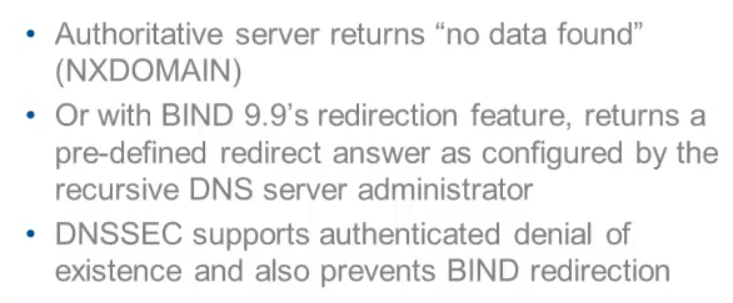 • Authoritative server returns “no data found”
(NXDOMAIN)
• Or with BIND 9.9’s redirection feature, returns a
pre-defined redirect answer as configured by the
recursive DNS server administrator
• DNSSEC supports authenticated denial of
existence and also prevents BIND redirection